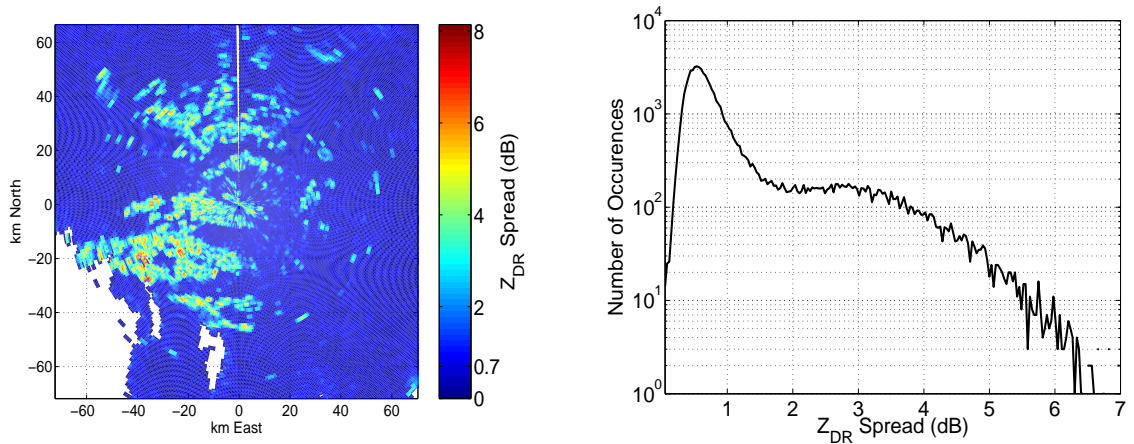 60
40
20
0
−20
−40
−60
km North
−60 −40 −20 0 20 40 60
km East
8
6
4
2
0.7
0
Z_DR Spread (dB)
10^4
10^3
10^2
10^1
10^0
Number of Occurences
1 2 3 4 5 6 7
Z_DR Spread (dB)